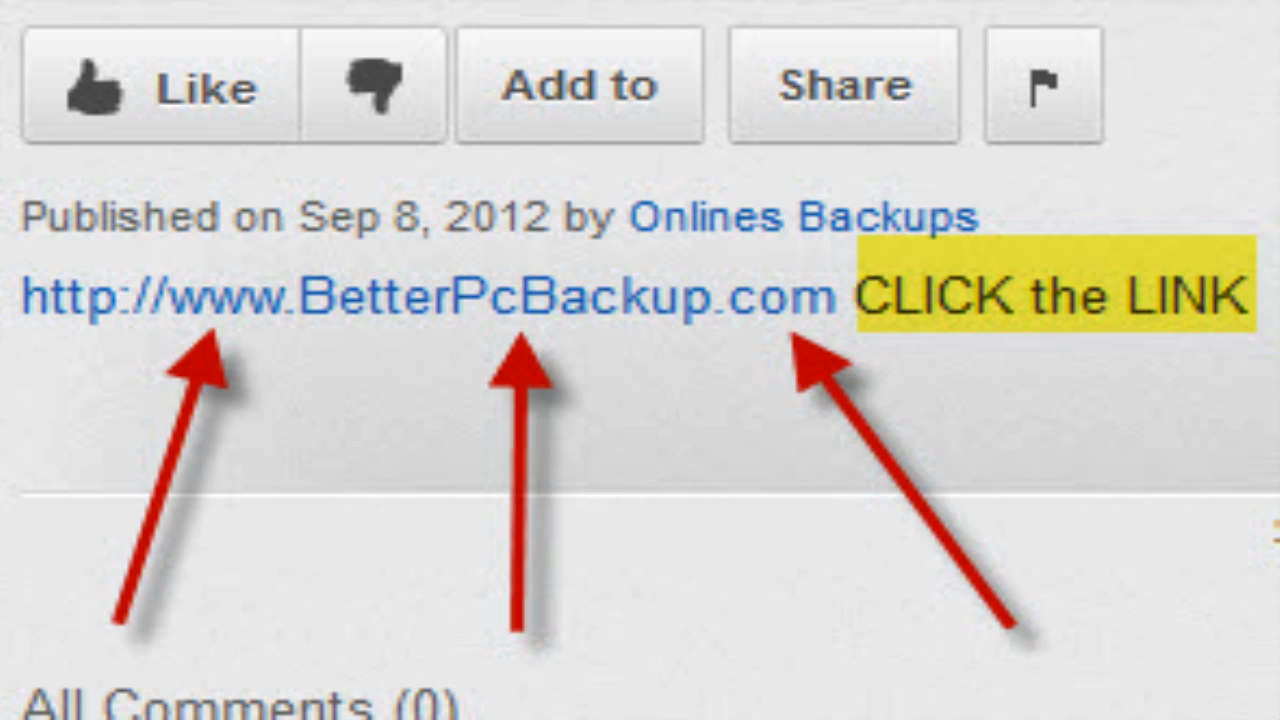 Like Add to Share
Published on Sep 8, 2012 by Onlines Backups
http://www.BetterPcBackup.com CLICK the LINK
All Comments (0)